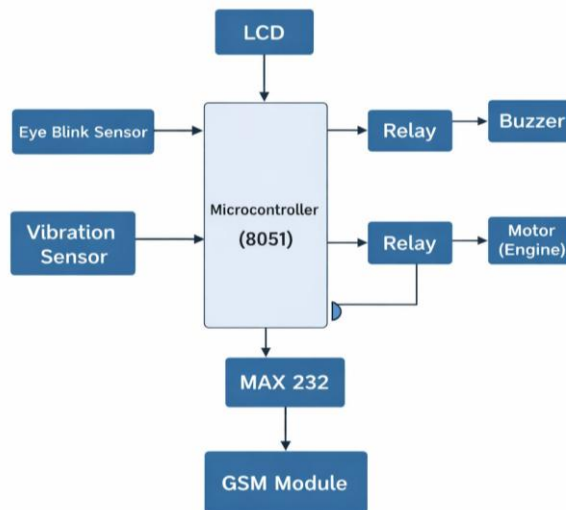 LCD
Eye Blink Sensor
Relay
Buzzer
Microcontroller
(8051)
Vibration
Sensor
Relay
Motor
(Engine)
MAX 232
GSM Module